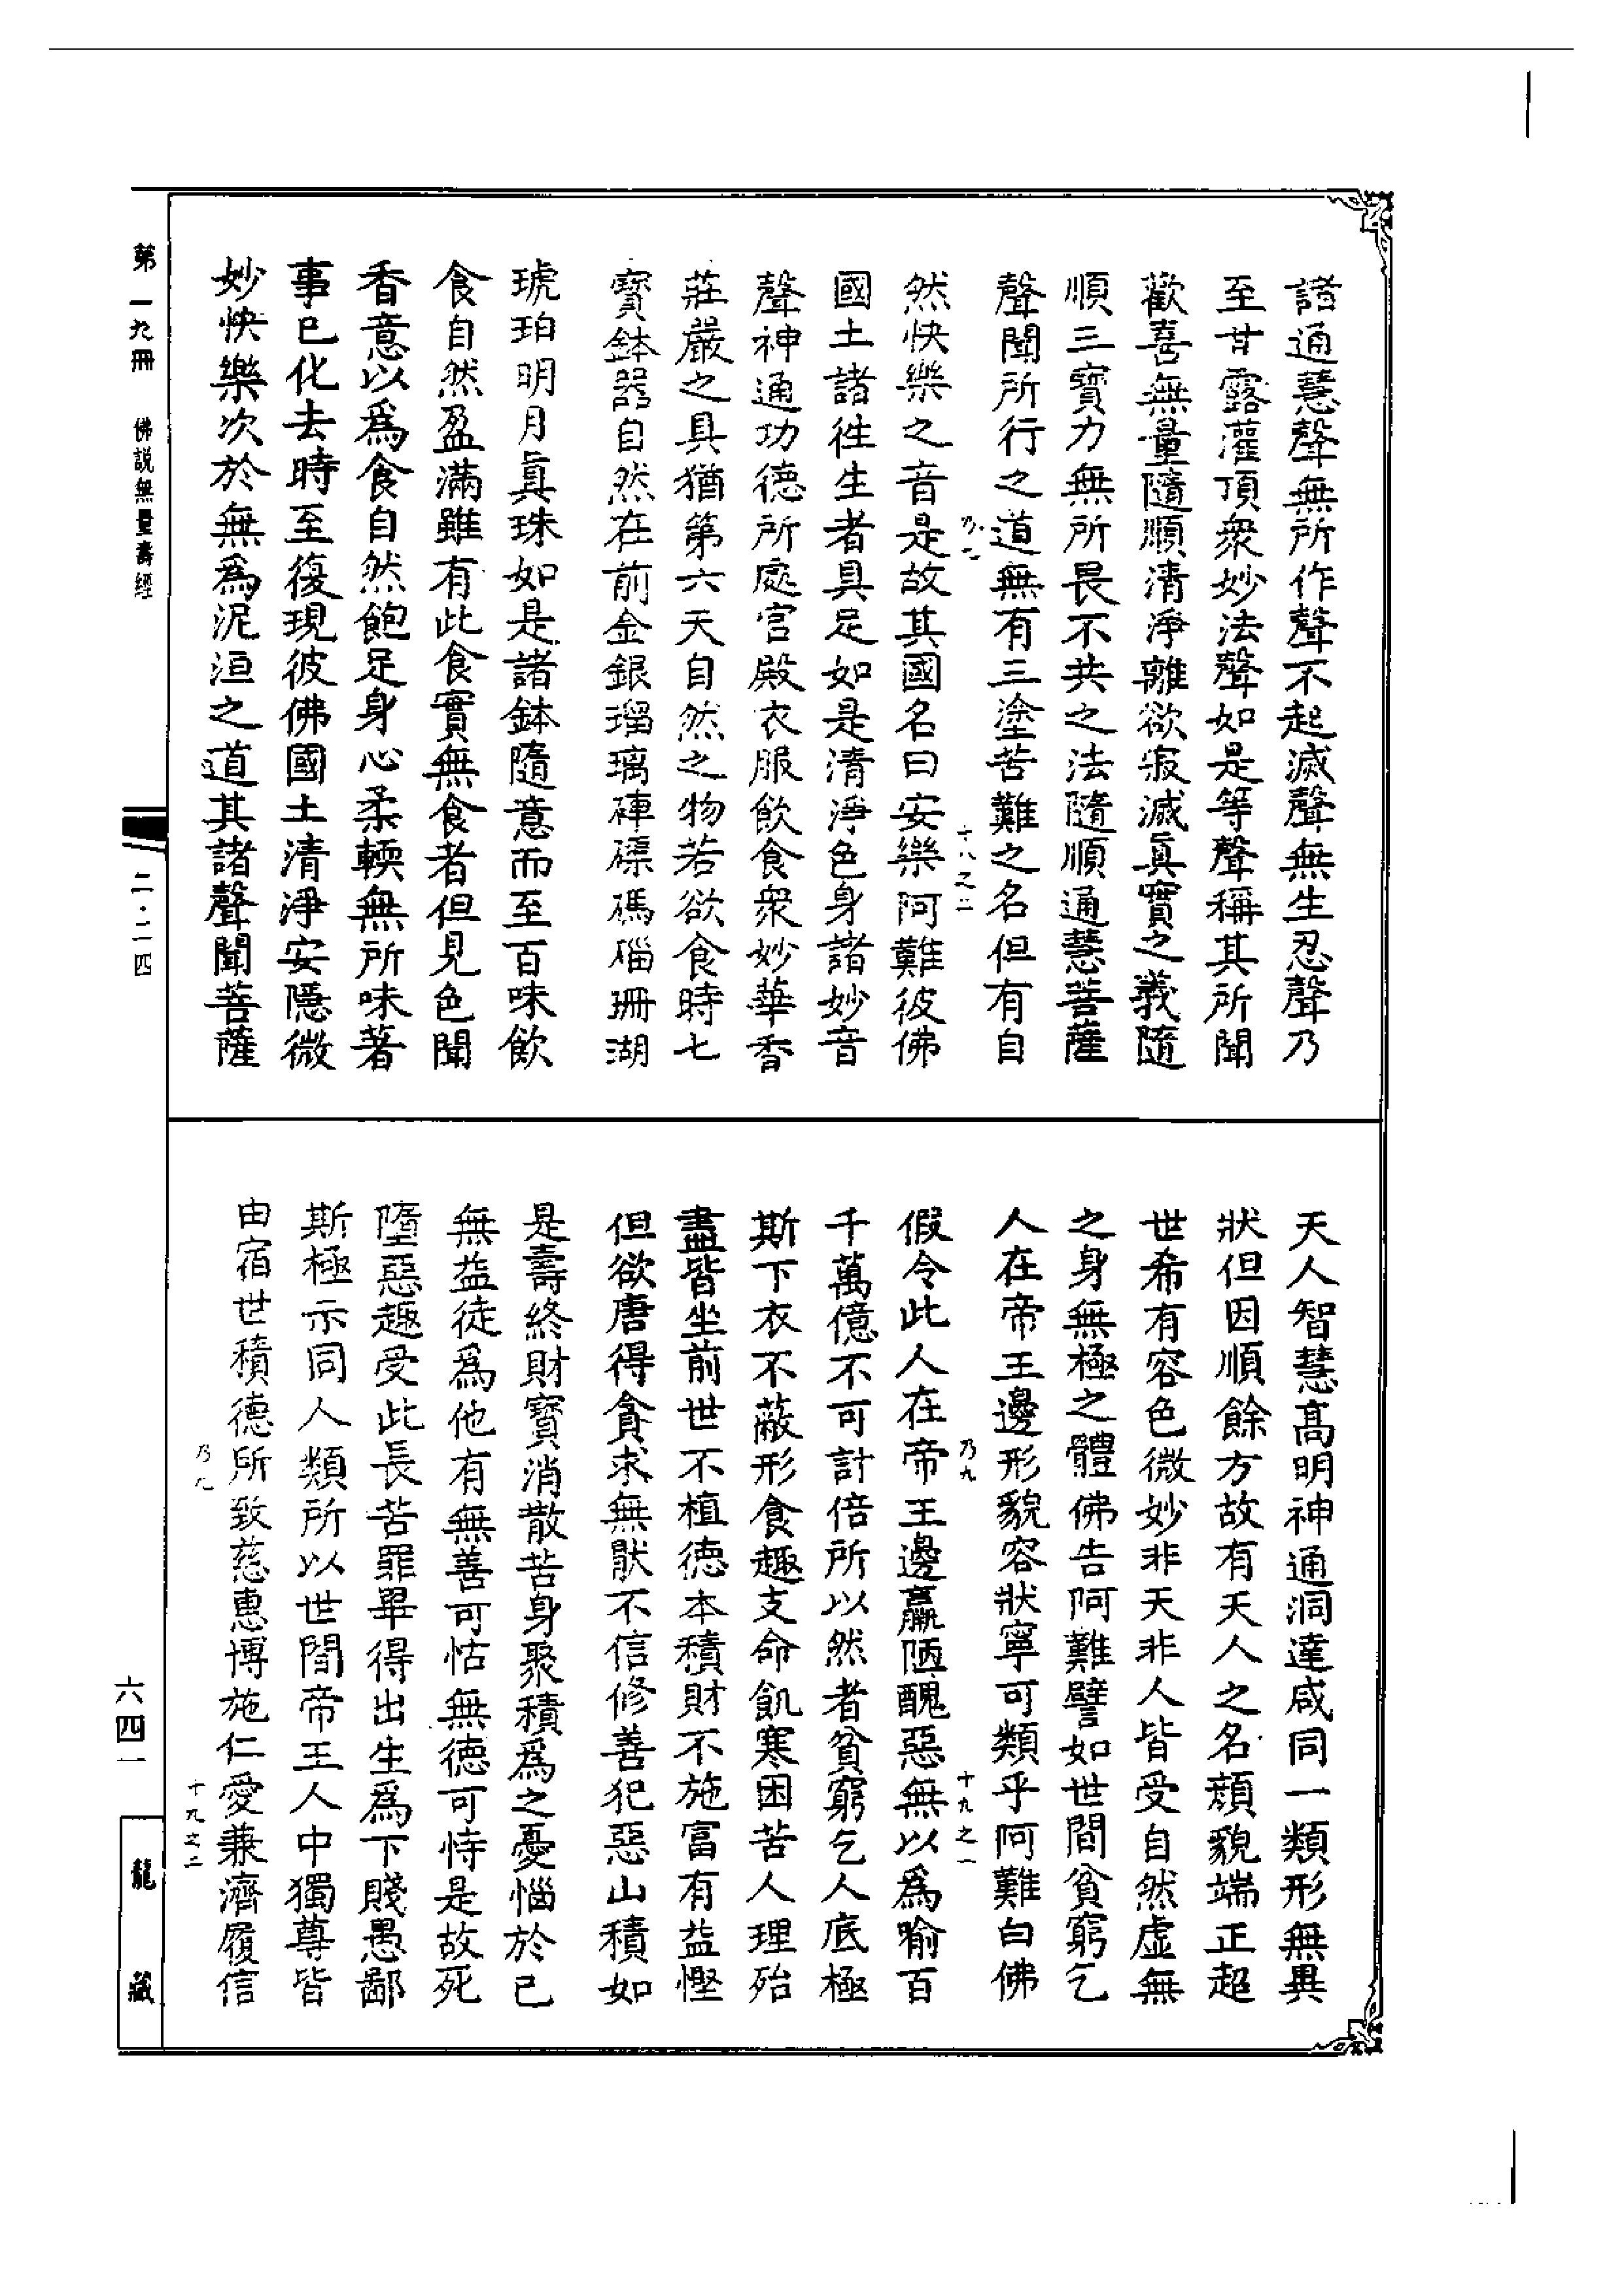 諸通慧聲無所作聲不起滅聲無生忍聲乃
至甘露灌頂衆妙法聲如是等聲稱其所聞
歡喜無量隨順清淨離欲寂滅眞實之義隨
順三寶力無所畏不共之法隨順通慧菩薩
聲聞所行之道無有三塗苦難之名但有自
十八之二
然快樂之音是故其國名曰安樂阿難彼佛
國土諸徃生者具足如是清淨色身諸妙音
聲神通功德所處宮殿衣服飲食衆妙華香
莊嚴之具猶第六天自然之物若欲食時七
寶鉢器自然在前金銀瑠璃硨磲碼碯珊湖
琥珀明月眞珠如是諸鉢隨意而至百味飲
食自然盈滿雖有此食實無食者但見色聞
香意以爲食自然飽足身心柔輭無所味著
事已化去時至復現彼佛國土清淨安隱微
妙快樂次於無爲泥洹之道其諸聲聞菩薩
天人智慧高明神通洞達咸同一類形無異
狀但因順餘方故有天人之名顏貌端正超
世希有容色微妙非天非人皆受自然虛無
之身無極之體佛告阿難譬如世間貧窮乞
人在帝王邊形貌容狀寧可類乎阿難白佛
乃九 十九之一
假令此人在帝王邊羸陋醜惡無以爲喻百
千萬億不可計倍所以然者貧窮乞人底極
斯下衣不蔽形食趣支命飢寒困苦人理殆
盡皆坐前世不植德本積財不施富有益慳
但欲唐得貪求無猒不信修善犯惡山積如
是壽終財寶消散苦身聚積爲之憂惱於已
無益徒爲他有無善可怙無德可恃是故死
墮惡趣受此長苦罪畢得出生爲下賤愚鄙
斯極示同人類所以世間帝王人中獨尊皆
由宿世積德所致慈惠博施仁愛兼濟履信
乃九 十九之二
第一九冊 佛説無量壽經
二·二四
六四一
龍藏